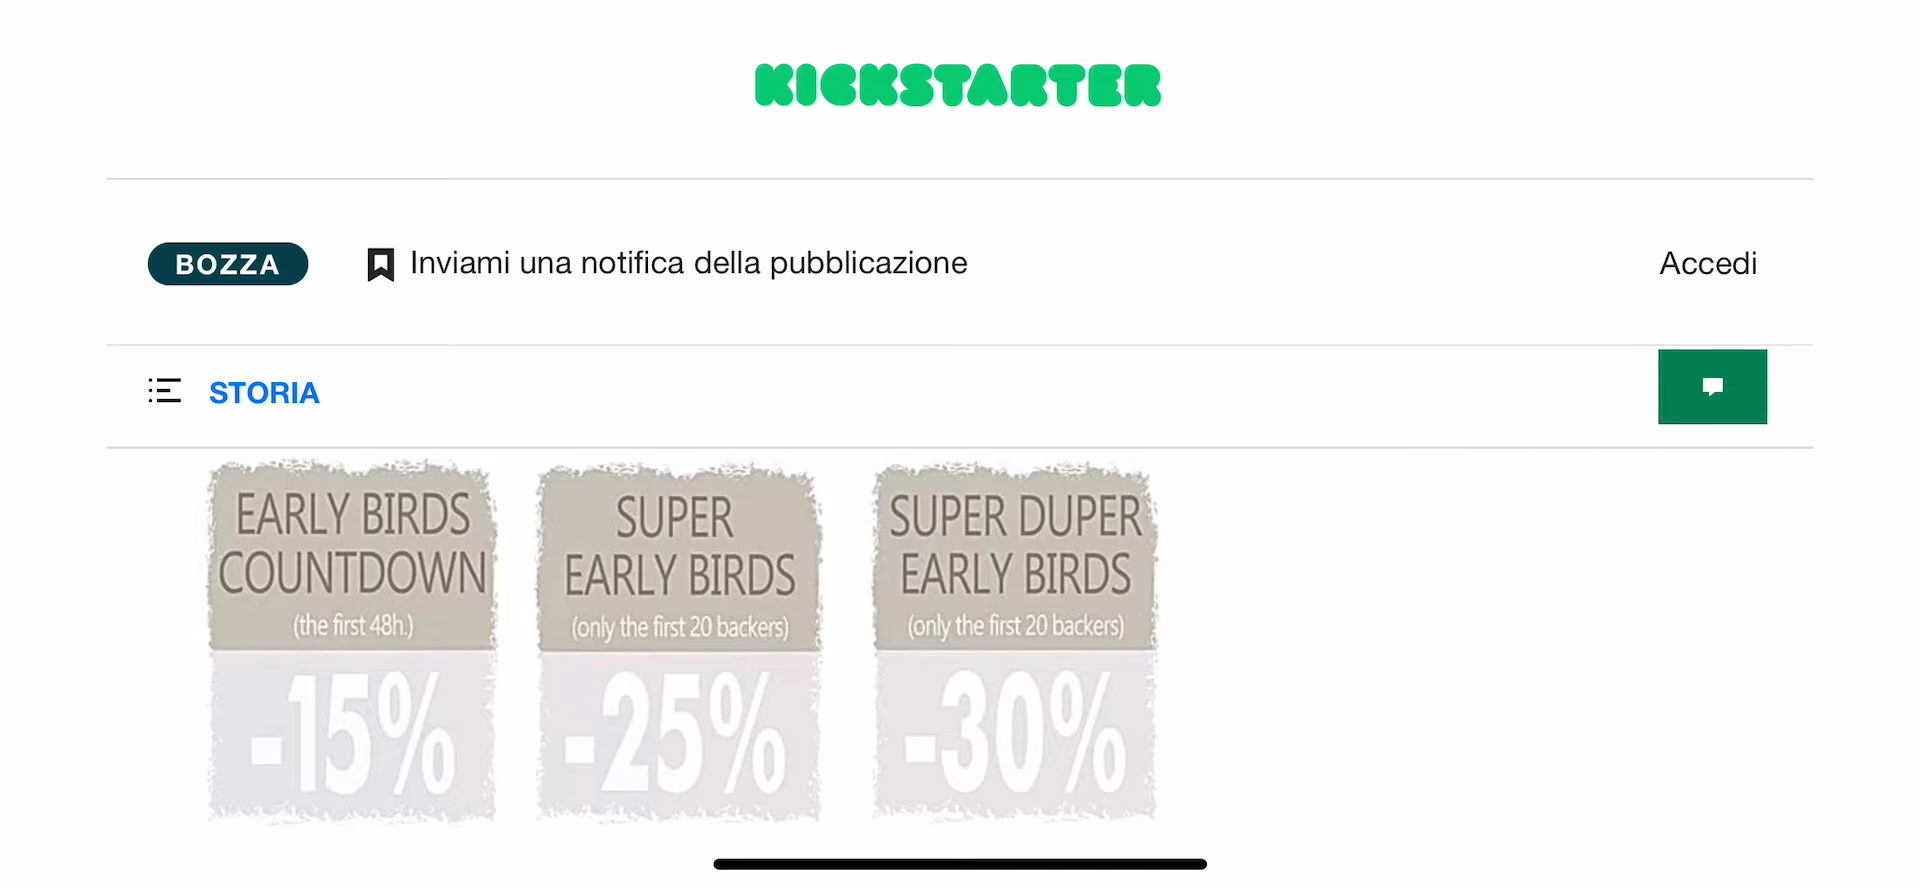 KICKSTARTER
BOZZA
Inviami una notifica della pubblicazione
Accedi
STORIA
EARLY BIRDS
COUNTDOWN
(the first 48h.)
-15%
SUPER
EARLY BIRDS
(only the first 20 backers)
-25%
SUPER DUPER
EARLY BIRDS
(only the first 20 backers)
-30%